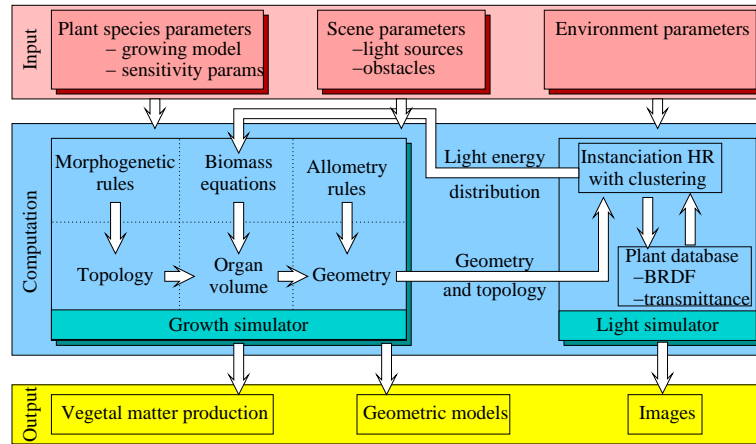 Input
Plant species parameters
– growing model
– sensitivity params
Scene parameters
–light sources
–obstacles
Environment parameters
Computation
Morphogenetic
rules
Biomass
equations
Allometry
rules
Topology
Organ
volume
Geometry
Growth simulator
Light energy
distribution
Geometry
and topology
Instanciation HR
with clustering
Plant database
–BRDF
–transmittance
Light simulator
Output
Vegetal matter production
Geometric models
Images